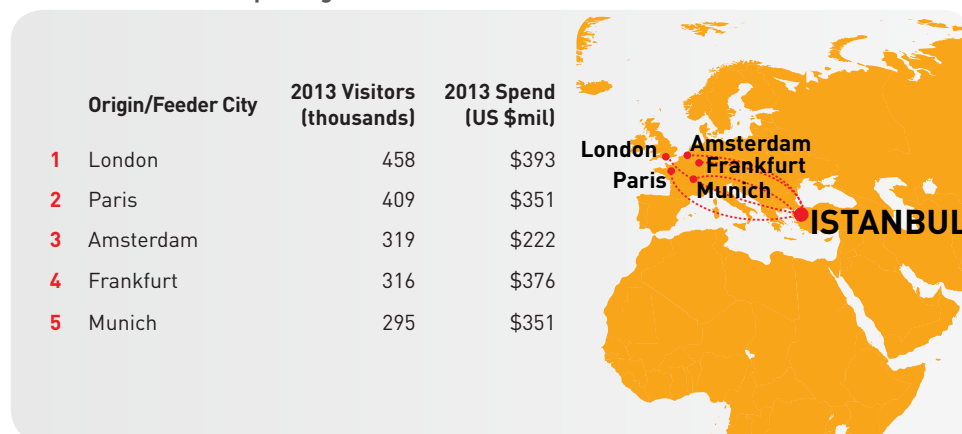 Origin/Feeder City 2013 Visitors (thousands) 2013 Spend (US $mil)
1 London 458 $393
2 Paris 409 $351
3 Amsterdam 319 $222
4 Frankfurt 316 $376
5 Munich 295 $351
London
Amsterdam
Frankfurt
Paris
Munich
ISTANBUL